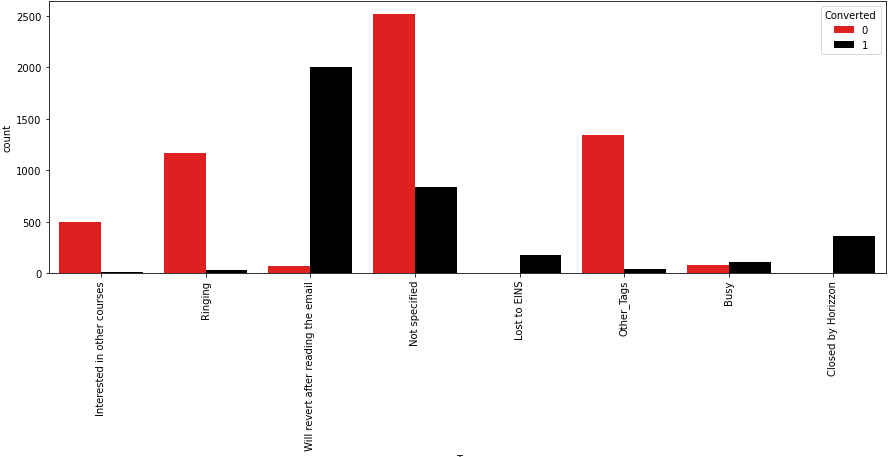 Converted
0
1
2500
2000
1500
1000
500
0
count
Interested in other courses
Ringing
Will revert after reading the email
Not specified
Lost to EINS
Other_Tags
Busy
Closed by Horizzon